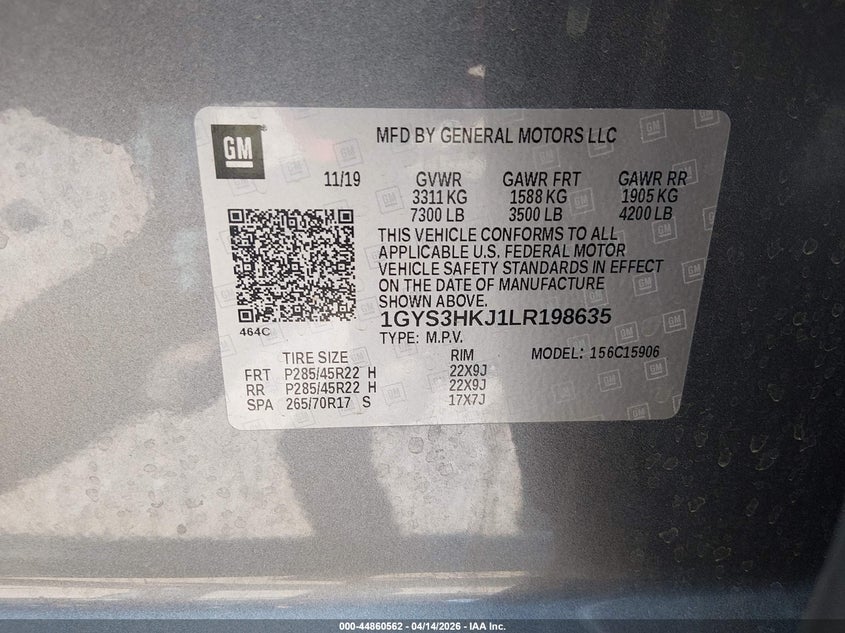 GM
MFD BY GENERAL MOTORS LLC
11/19 GVWR GAWR FRT GAWR RR
3311 KG 1588 KG 1905 KG
7300 LB 3500 LB 4200 LB
THIS VEHICLE CONFORMS TO ALL
APPLICABLE U.S. FEDERAL MOTOR
VEHICLE SAFETY STANDARDS IN EFFECT
ON THE DATE OF MANUFACTURE
SHOWN ABOVE.
464C
1GYS3HKJ1LR198635
TYPE: M.P.V. MODEL: 156C15906
TIRE SIZE RIM
FRT P285/45R22 H 22X9J
RR P285/45R22 H 22X9J
SPA 265/70R17 S 17X7J
000-44860562 - 04/14/2026 - IAA Inc.